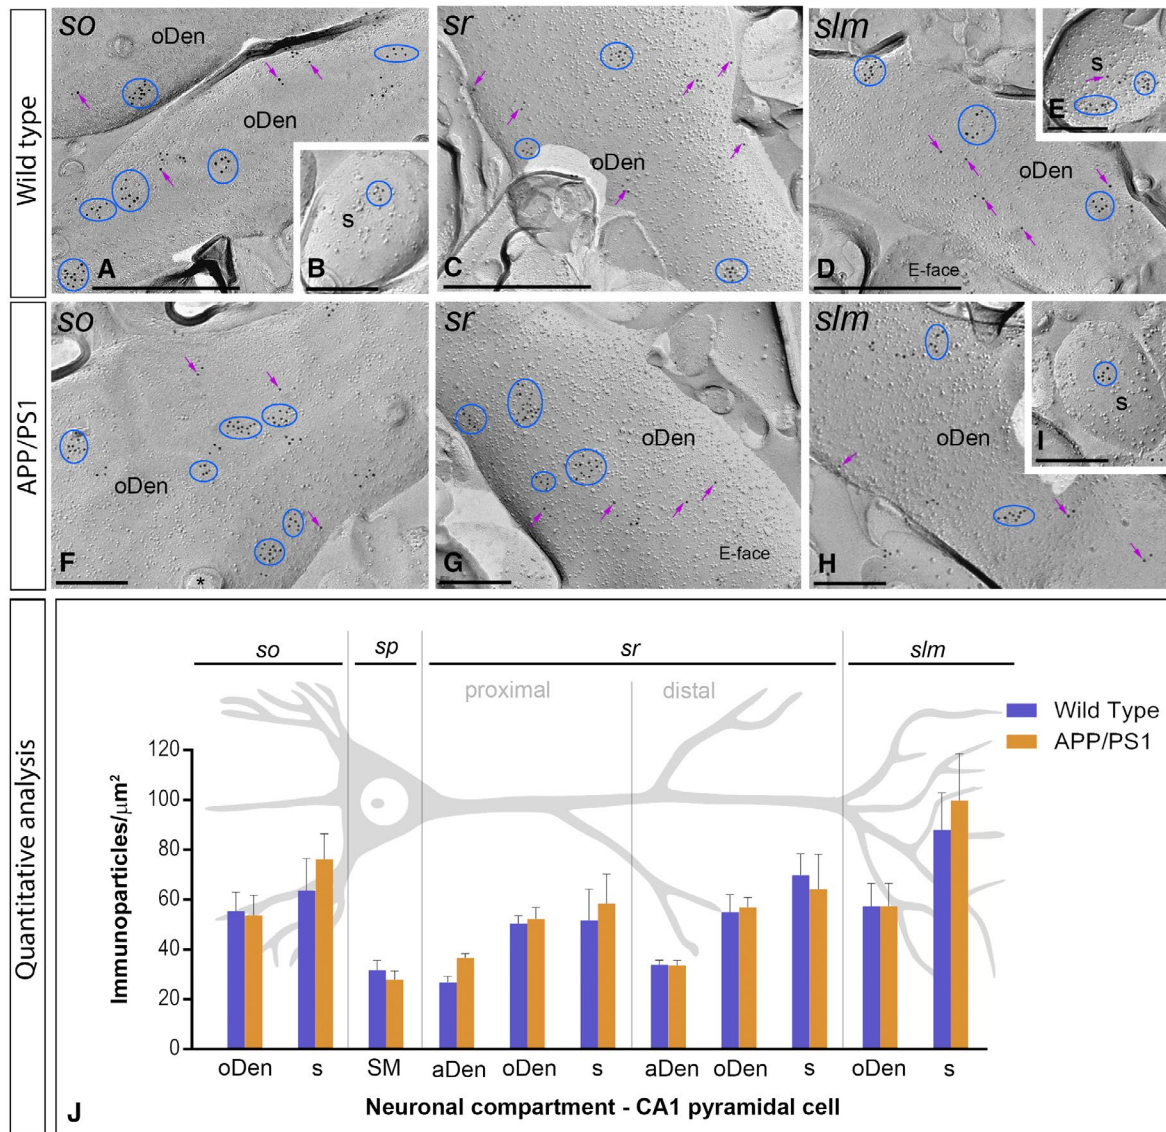 Wild type
so
oDen
oDen
A
s
B
sr
oDen
C
slm
oDen
E-face
D
s
E
APP/PS1
so
oDen
F
*
sr
oDen
E-face
G
slm
oDen
H
s
I
Quantitative analysis
so sp sr slm
proximal distal
Wild Type
APP/PS1
Immunoparticles/µm²
120
100
80
60
40
20
0
oDen s SM aDen oDen s aDen oDen s oDen s
Neuronal compartment - CA1 pyramidal cell
J